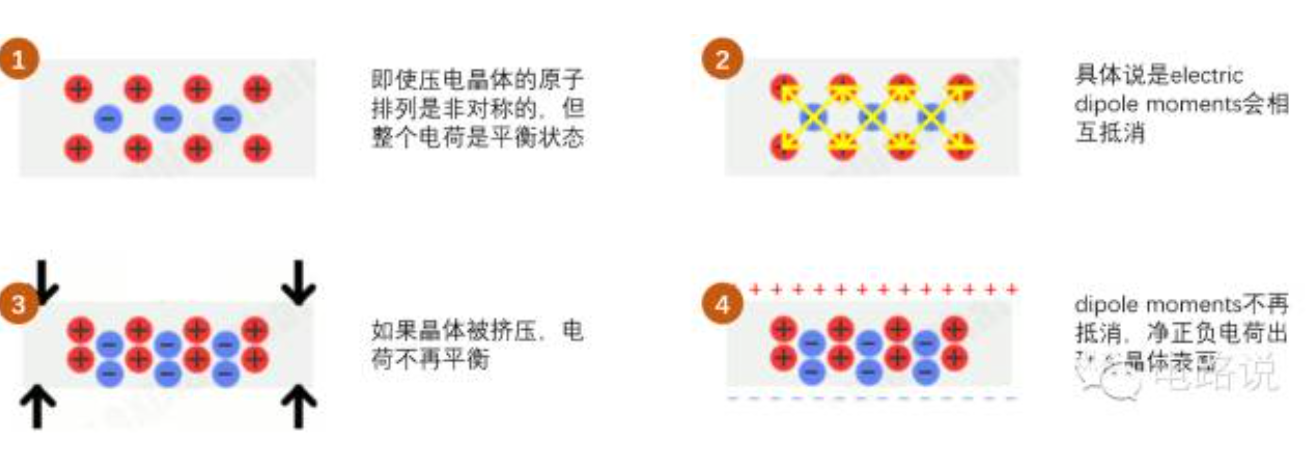 1
即使压电晶体的原子
排列是非对称的，但
整个电荷是平衡状态
2
具体说是electric
dipole moments会相
互抵消
3
如果晶体被挤压，电
荷不再平衡
4
dipole moments不再
抵消，净正负电荷出
晶体表面
电路说